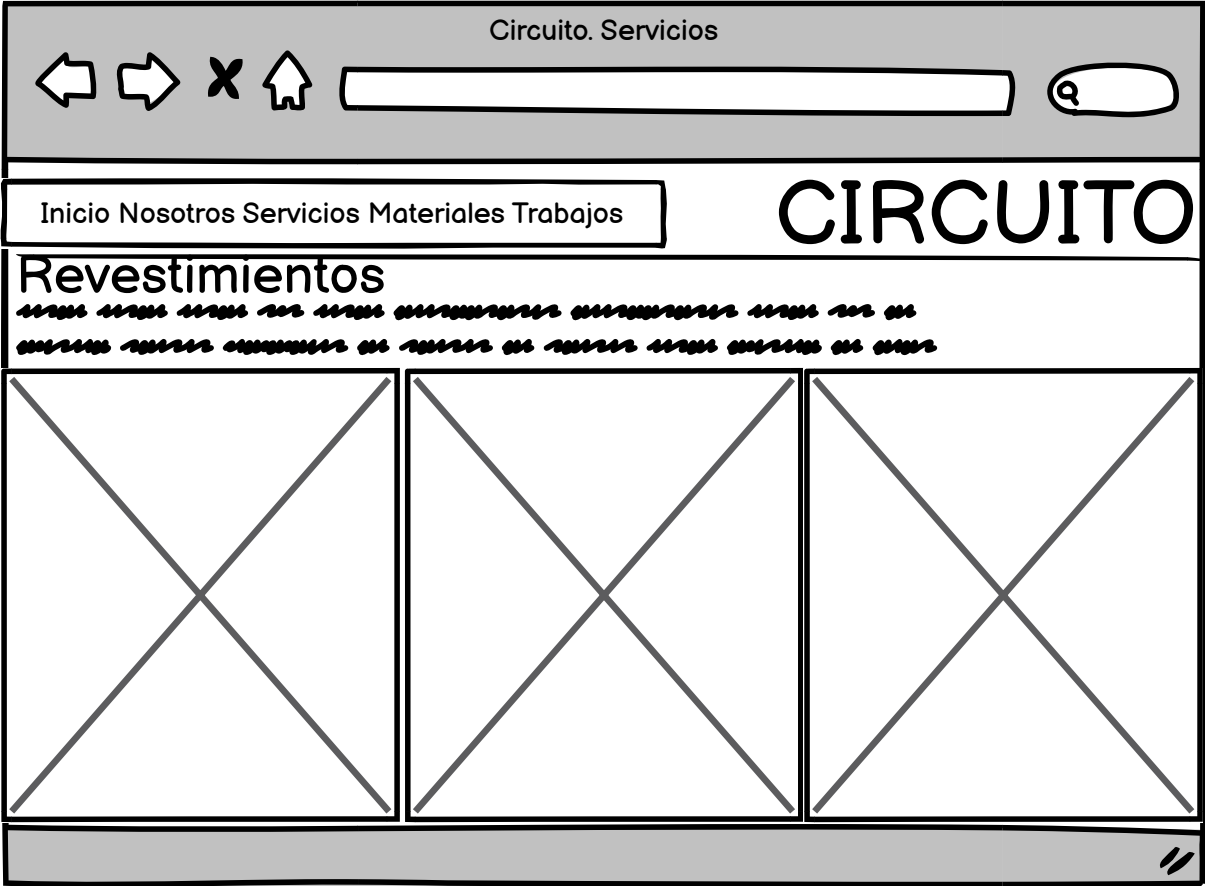 Circuito. Servicios
Inicio Nosotros Servicios Materiales Trabajos
CIRCUITO
Revestimientos